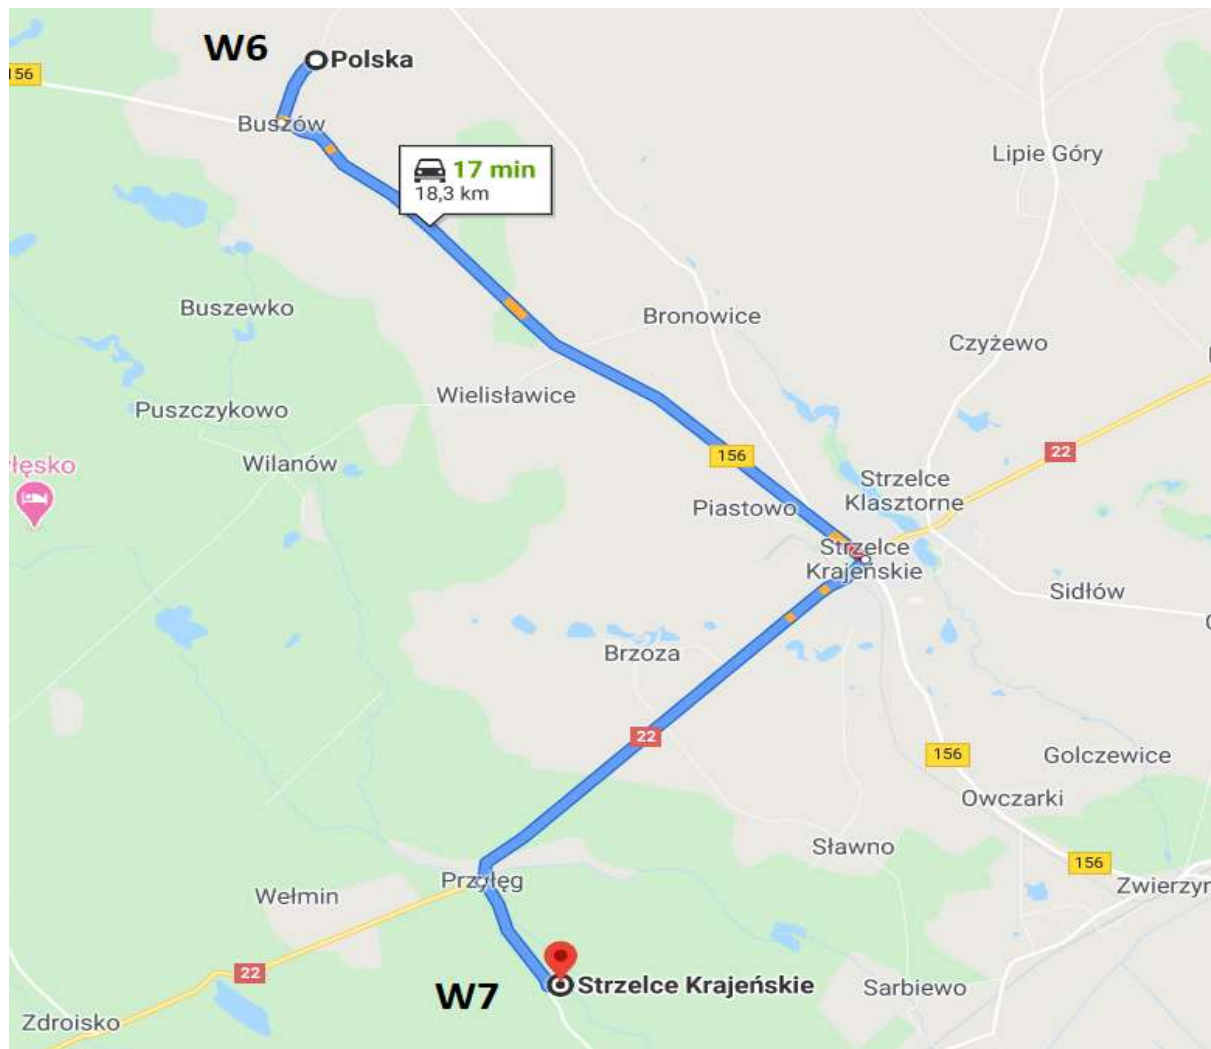 W6
Polska
156
Buszów
17 min
18,3 km
Lipie Góry
Buszewko
Bronowice
Czyżewo
Wielisławice
Puszczykowo
156
22
łęsko
Wilanów
Strzelce
Klasztorne
Piastowo
Strzelce
Krajeńskie
Sidłów
Brzoza
22
156
Golczewice
Owczarki
Sławno
156
Przyłęg
Zwierzyn
Wełmin
22
W7
Strzelce Krajeńskie
Sarbiewo
Zdroisko